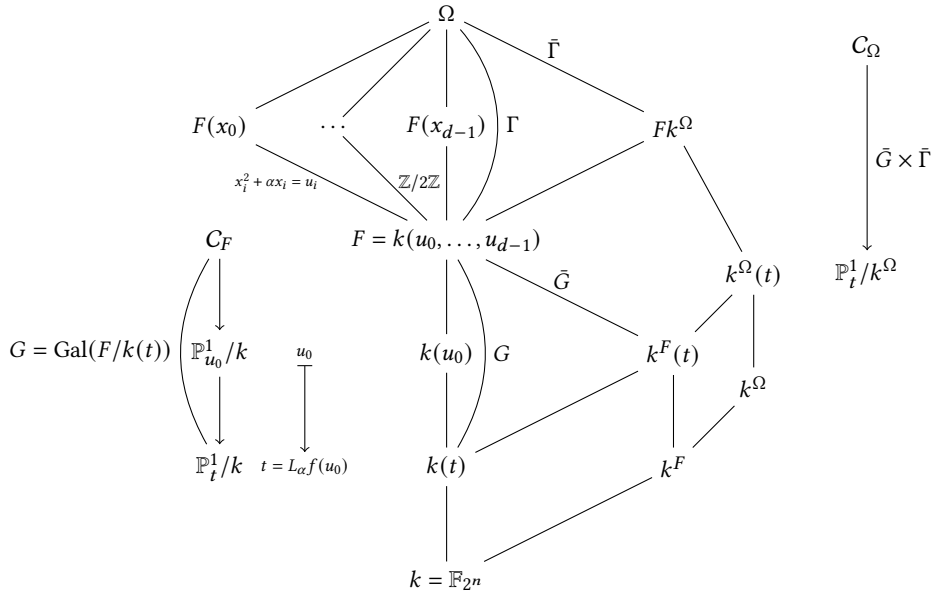 Ω
Γ̄
C_Ω
F(x_0)
⋯
F(x_{d−1})
Γ
Fk^Ω
Ḡ × Γ̄
x_i^2 + αx_i = u_i
ℤ/2ℤ
C_F
F = k(u_0, …, u_{d−1})
k^Ω(t)
ℙ^1_t/k^Ω
Ḡ
G = Gal(F/k(t))
ℙ^1_{u_0}/k
u_0
k(u_0)
G
k^F(t)
k^Ω
ℙ^1_t/k
t = L_α f(u_0)
k(t)
k^F
k = 𝔽_{2^n}